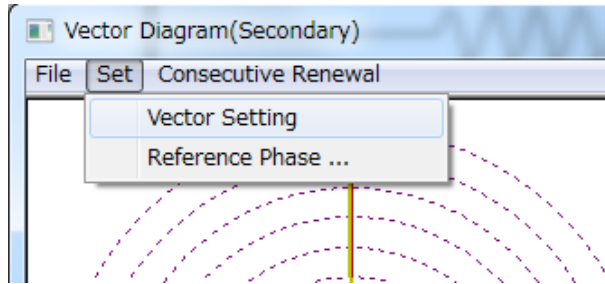 Vector Diagram(Secondary)
File Set Consecutive Renewal
Vector Setting
Reference Phase ...